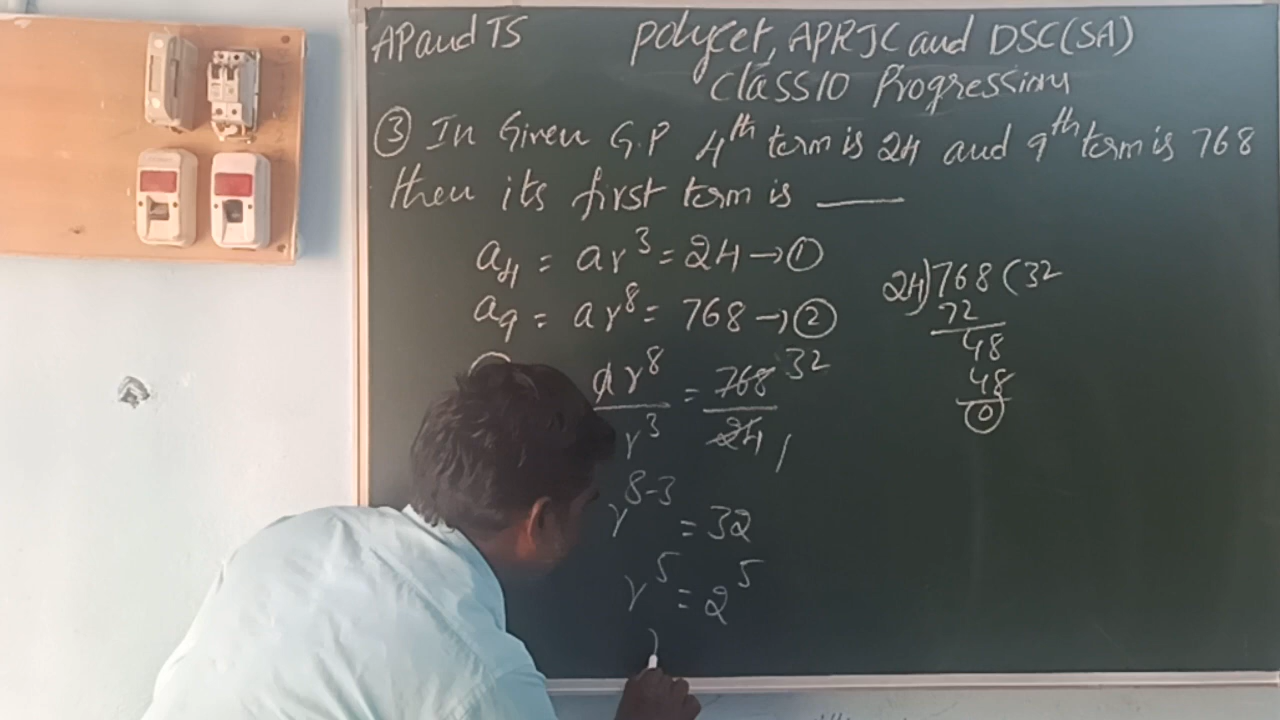 AP and TS Polycet, APRJC and DSC(SA)
Class 10 Progressions
③ In Given G.P 4th term is 24 and 9th term is 768
then its first term is ____
a₄ = ar³ = 24 → ①
a₉ = ar⁸ = 768 → ②
24)768(32
72
48
48
0
ar⁸/r³ = 768/24 32 1
r⁸⁻³ = 32
r⁵ = 2⁵